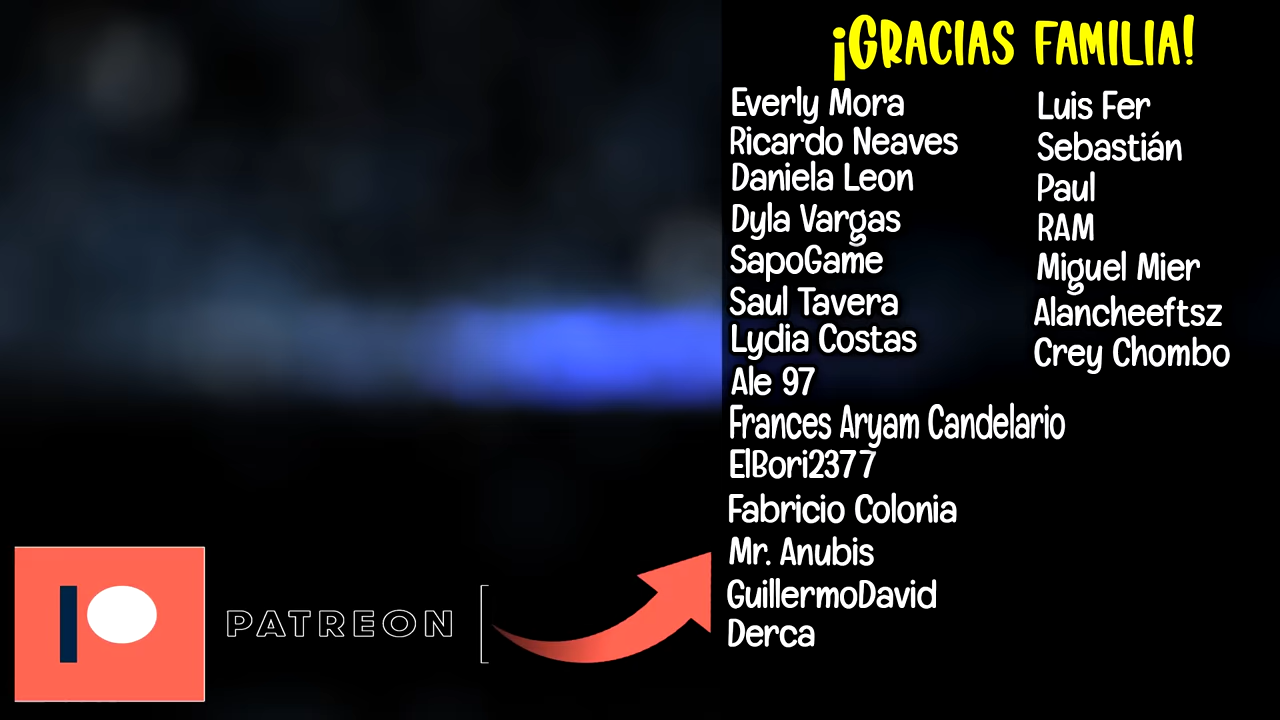 ¡GRACIAS FAMILIA!
Everly Mora
Ricardo Neaves
Daniela Leon
Dyla Vargas
SapoGame
Saul Tavera
Lydia Costas
Ale 97
Frances Aryam Candelario
ElBori2377
Fabricio Colonia
Mr. Anubis
GuillermoDavid
Derca
Luis Fer
Sebastián
Paul
RAM
Miguel Mier
Alancheeftsz
Crey Chombo
PATREON